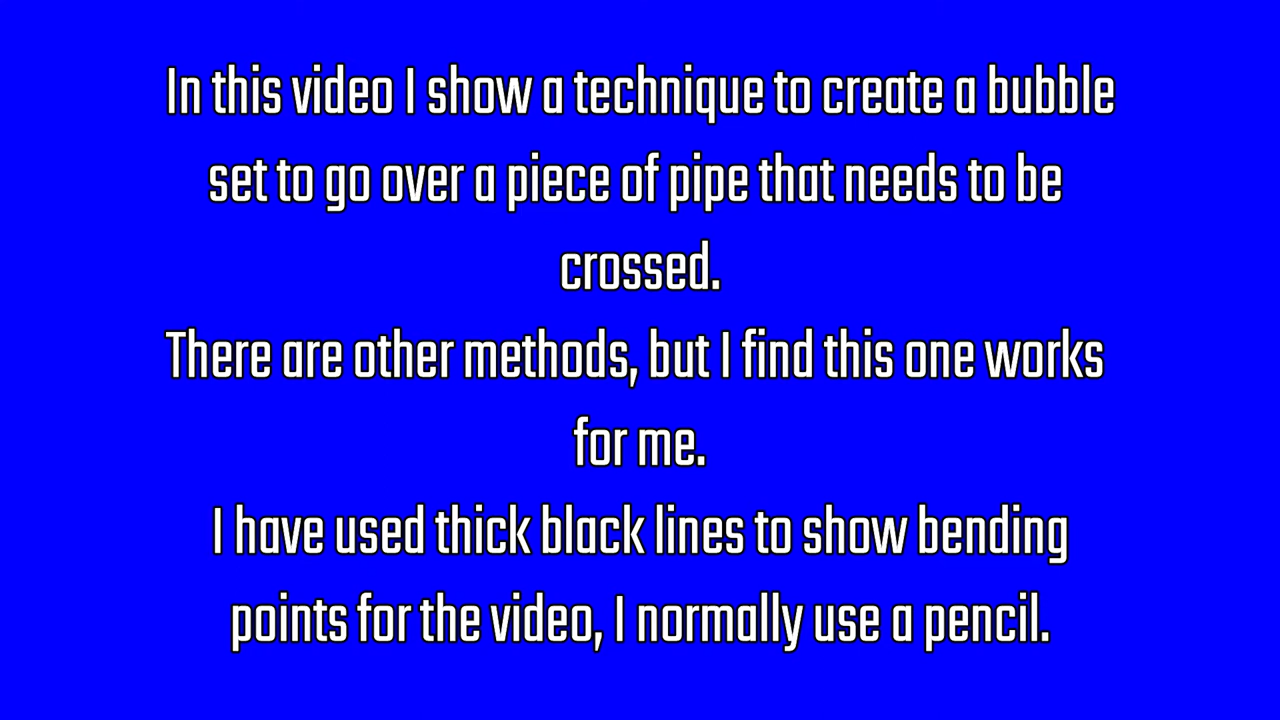 In this video I show a technique to create a bubble
set to go over a piece of pipe that needs to be
crossed.
There are other methods, but I find this one works
for me.
I have used thick black lines to show bending
points for the video, I normally use a pencil.